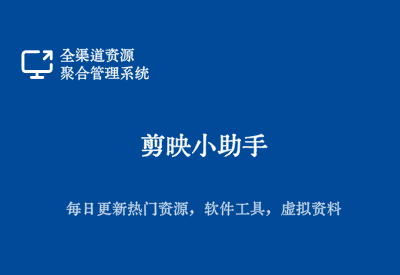 全渠道资源
聚合管理系统
剪映小助手
每日更新热门资源，软件工具，虚拟资料